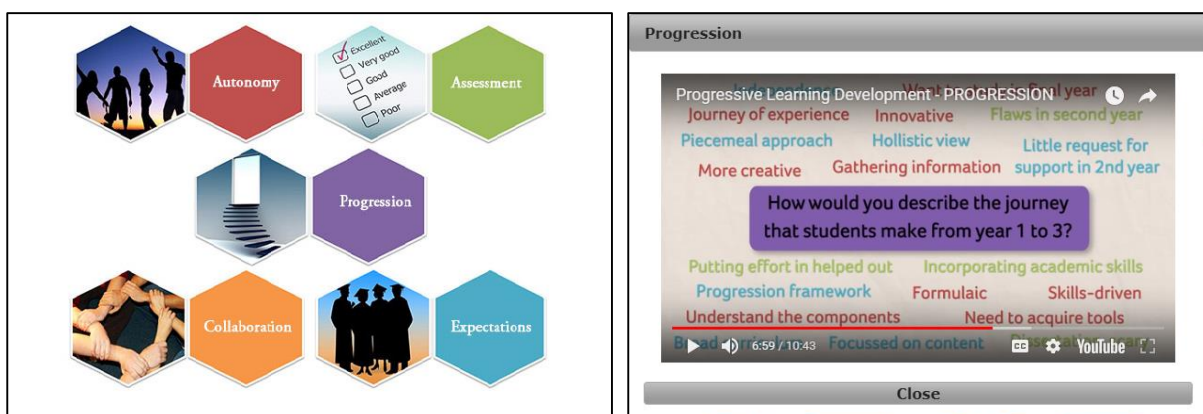 Autonomy
Excellent
Very good
Good
Average
Poor
Assessment
Progression
Collaboration
Expectations
Progression
Progressive Learning Development - PROGRESSION
year
Journey of experience Innovative Flaws in second year
Piecemeal approach Hollistic view Little request for
support in 2nd year
More creative Gathering information
How would you describe the journey
that students make from year 1 to 3?
Putting effort in helped out Incorporating academic skills
Progression framework Formulaic Skills-driven
Understand the components Need to acquire tools
Focussed on content
6:59 / 10:43 CC YouTube
Close